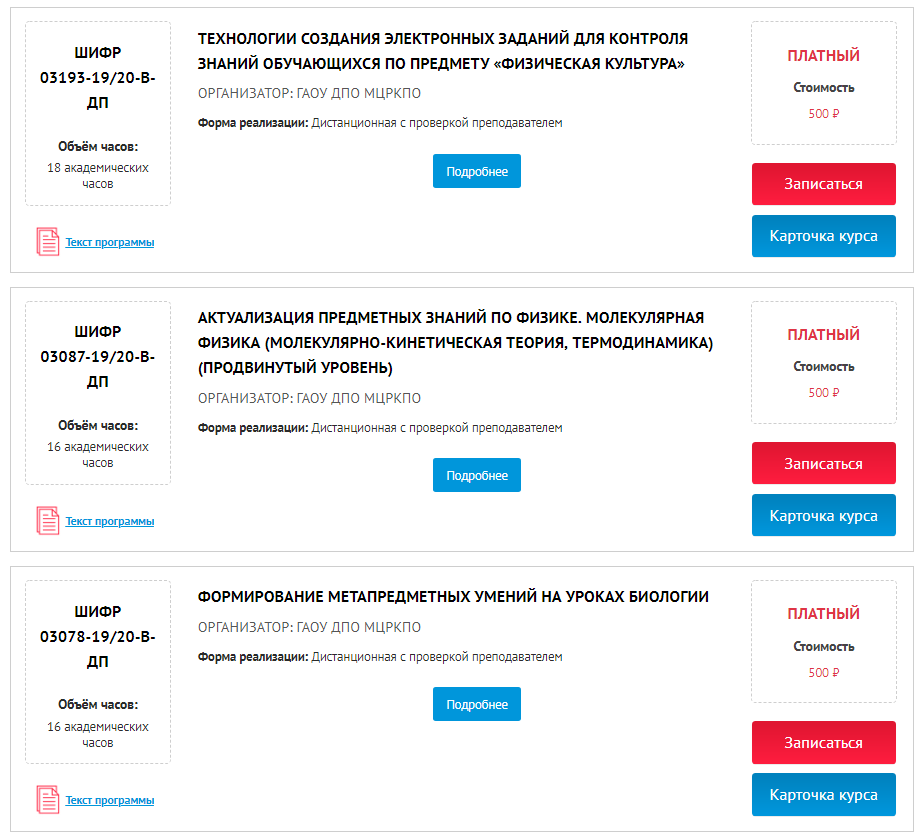 ШИФР
03193-19/20-В-
ДП
Объём часов:
18 академических
часов
Текст программы
ТЕХНОЛОГИИ СОЗДАНИЯ ЭЛЕКТРОННЫХ ЗАДАНИЙ ДЛЯ КОНТРОЛЯ
ЗНАНИЙ ОБУЧАЮЩИХСЯ ПО ПРЕДМЕТУ «ФИЗИЧЕСКАЯ КУЛЬТУРА»
ОРГАНИЗАТОР: ГАОУ ДПО МЦРКПО
Форма реализации: Дистанционная с проверкой преподавателем
Подробнее
ПЛАТНЫЙ
Стоимость
500 ₽
Записаться
Карточка курса
ШИФР
03087-19/20-В-
ДП
Объём часов:
16 академических
часов
Текст программы
АКТУАЛИЗАЦИЯ ПРЕДМЕТНЫХ ЗНАНИЙ ПО ФИЗИКЕ. МОЛЕКУЛЯРНАЯ
ФИЗИКА (МОЛЕКУЛЯРНО-КИНЕТИЧЕСКАЯ ТЕОРИЯ, ТЕРМОДИНАМИКА)
(ПРОДВИНУТЫЙ УРОВЕНЬ)
ОРГАНИЗАТОР: ГАОУ ДПО МЦРКПО
Форма реализации: Дистанционная с проверкой преподавателем
Подробнее
ПЛАТНЫЙ
Стоимость
500 ₽
Записаться
Карточка курса
ШИФР
03078-19/20-В-
ДП
Объём часов:
16 академических
часов
Текст программы
ФОРМИРОВАНИЕ МЕТАПРЕДМЕТНЫХ УМЕНИЙ НА УРОКАХ БИОЛОГИИ
ОРГАНИЗАТОР: ГАОУ ДПО МЦРКПО
Форма реализации: Дистанционная с проверкой преподавателем
Подробнее
ПЛАТНЫЙ
Стоимость
500 ₽
Записаться
Карточка курса